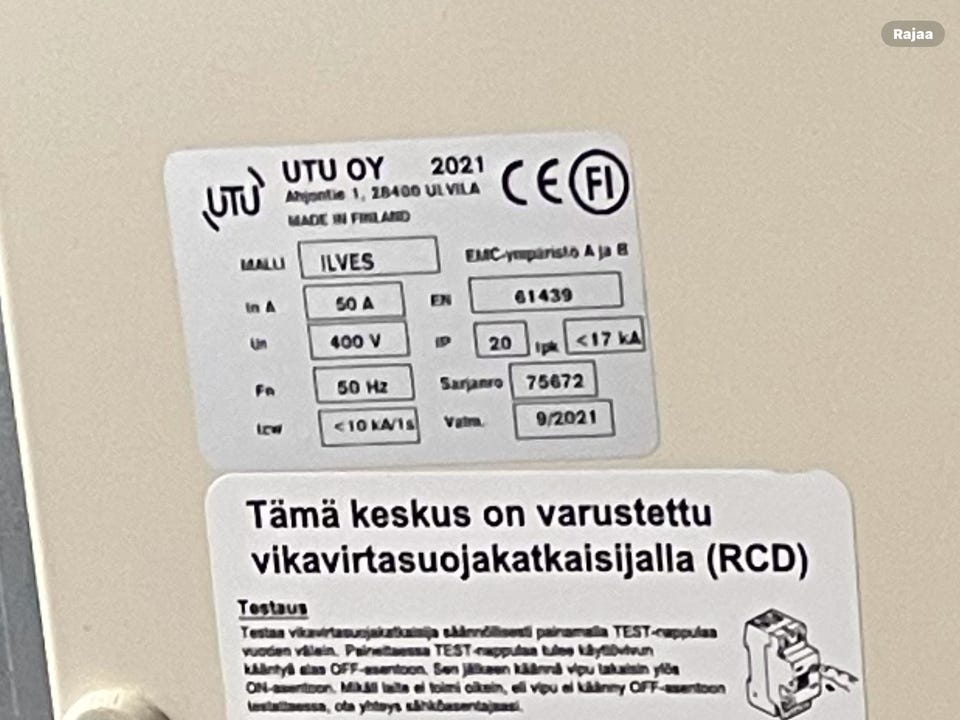 Rajaa
UTU
UTU OY 2021
Ahjontie 1, 28400 ULVILA
MADE IN FINLAND
CE FI
MALLI ILVES EMC-ympäristö A ja B
In A 50 A EN 61439
Un 400 V IP 20 Ipk <17 kA
Fn 50 Hz Sarjanro 75672
Icw <10 kA/1s Valm. 9/2021
Tämä keskus on varustettu
vikavirtasuojakatkaisijalla (RCD)
Testaus
Testaa vikavirtasuojakatkaisija säännöllisesti painamalla TEST-nappulaa
vuoden välein. Painettaessa TEST-nappulaa tulee käyttövivun
kääntyä alas OFF-asentoon. Sen jälkeen käännä vipu takaisin ylös
ON-asentoon. Mikäli laite ei toimi oikein, eli vipu ei käänny OFF-asentoon
testattaessa, ota yhteys sähköasentajaasi.